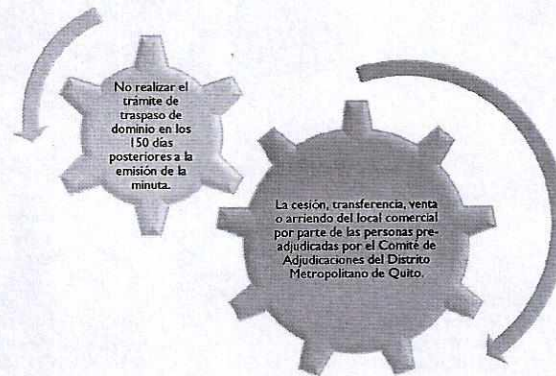 No realizar el
trámite de
traspaso de
dominio en los
150 días
posteriores a la
emisión de la
minuta.
La cesión, transferencia, venta
o arriendo del local comercial
por parte de las personas pre-
adjudicadas por el Comité de
Adjudicaciones del Distrito
Metropolitano de Quito.